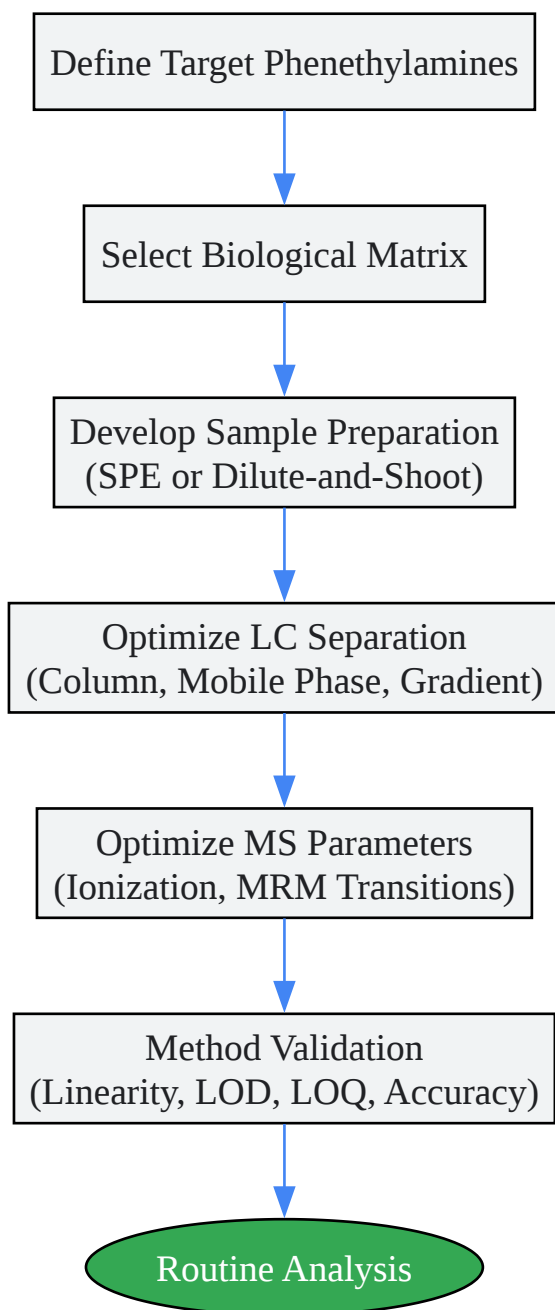 Define Target Phenethylamines
Select Biological Matrix
Develop Sample Preparation
(SPE or Dilute-and-Shoot)
Optimize LC Separation
(Column, Mobile Phase, Gradient)
Optimize MS Parameters
(Ionization, MRM Transitions)
Method Validation
(Linearity, LOD, LOQ, Accuracy)
Routine Analysis